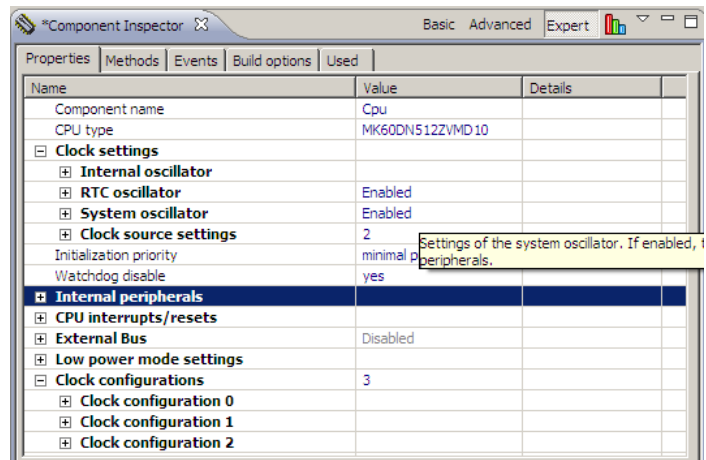 *Component Inspector
Basic Advanced Expert
Properties Methods Events Build options Used
Name Value Details
Component name Cpu
CPU type MK60DN512ZVMD10
Clock settings
Internal oscillator
RTC oscillator Enabled
System oscillator Enabled
Clock source settings 2
Settings of the system oscillator. If enabled, t
Initialization priority minimal p
peripherals.
Watchdog disable yes
Internal peripherals
CPU interrupts/resets
External Bus Disabled
Low power mode settings
Clock configurations 3
Clock configuration 0
Clock configuration 1
Clock configuration 2